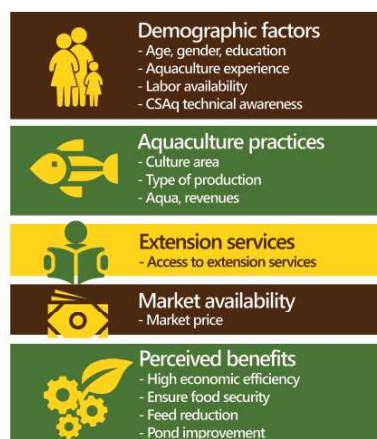 Demographic factors
- Age, gender, education
- Aquaculture experience
- Labor availability
- CSAq technical awareness
Aquaculture practices
- Culture area
- Type of production
- Aqua, revenues
Extension services
- Access to extension services
Market availability
- Market price
Perceived benefits
- High economic efficiency
- Ensure food security
- Feed reduction
- Pond improvement